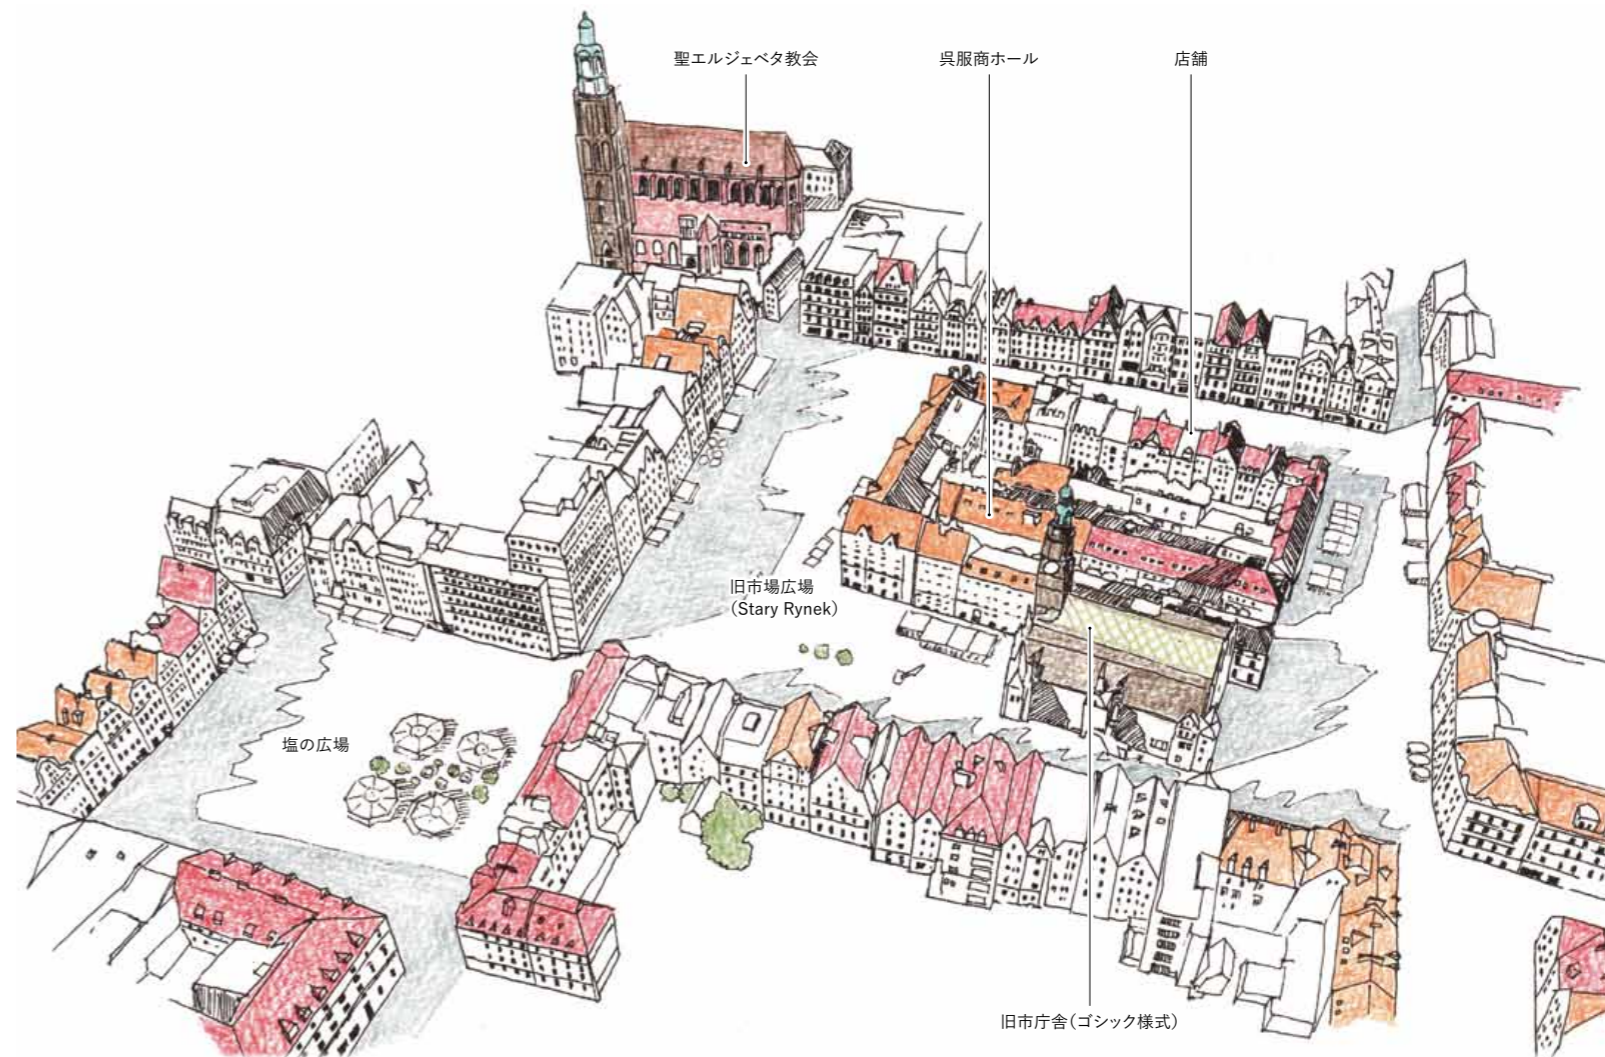 聖エルジェベタ教会
呉服商ホール
店舗
旧市場広場
（Stary Rynek）
塩の広場
旧市庁舎（ゴシック様式）